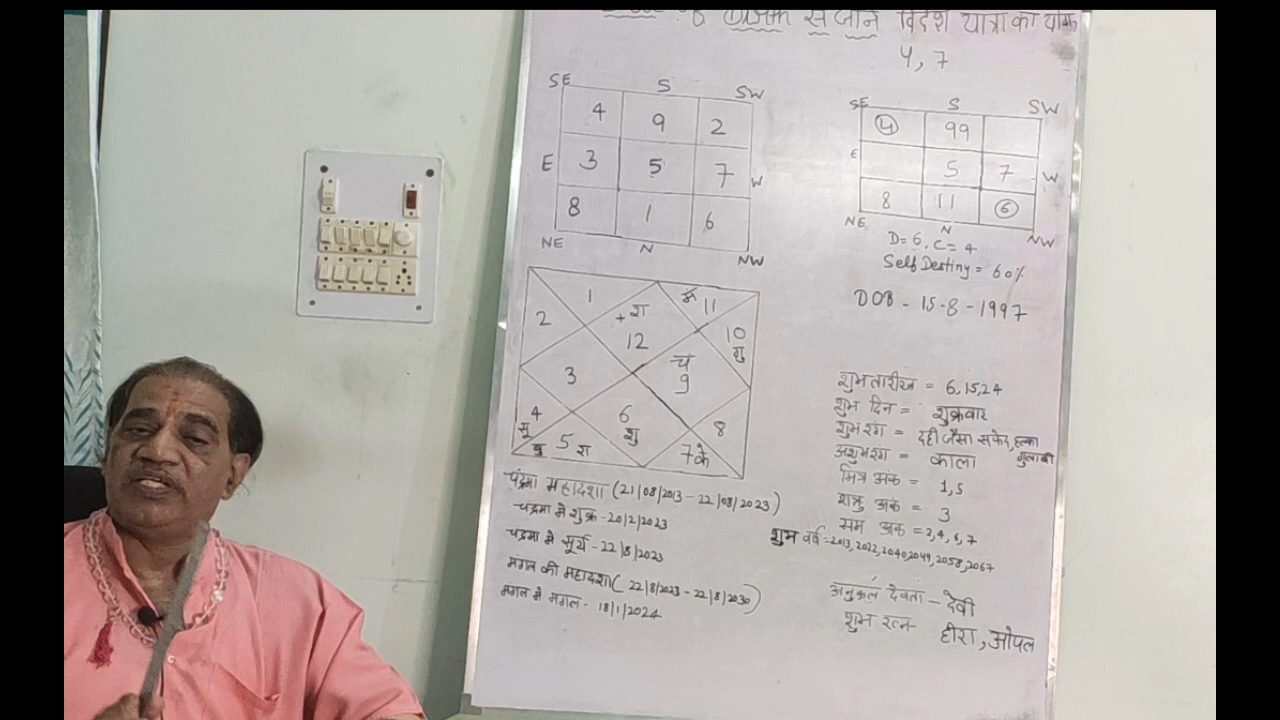 से जाने विदेश यात्रा का योग
4, 7
SE S SW
4 9 2
E 3 5 7 W
8 1 6
NE N NW
SE S SW
4 99
E 5 7 W
8 11 6
NE N NW
D=6, C=4
Self Destiny = 60%
DOB - 15-8-1997
1 11
2 + श 10
12 गु
3 च
9
4 6 8
सू शु
बु 5 रा 7 के
चंद्रमा महादशा (21/08/2013 - 22/08/2023)
चंद्रमा मे शुक्र - 20/2/2023
चंद्रमा मे सूर्य - 22/8/2023
मंगल की महादशा ( 22/8/2023 - 22/8/2030)
मंगल मे मंगल - 18/1/2024
शुभ तारीख = 6, 15, 24
शुभ दिन = शुक्रवार
शुभ रंग = दही जैसा सफेद, हल्का
गुलाबी
अशुभ रंग = काला
मित्र अंक = 1, 5
शत्रु अंक = 3
सम अंक = 2, 4, 6, 7
शुभ वर्ष - 2013, 2022, 2040, 2049, 2058, 2067
अनुकूल देवता - देवी
शुभ रत्न हीरा, ओपल